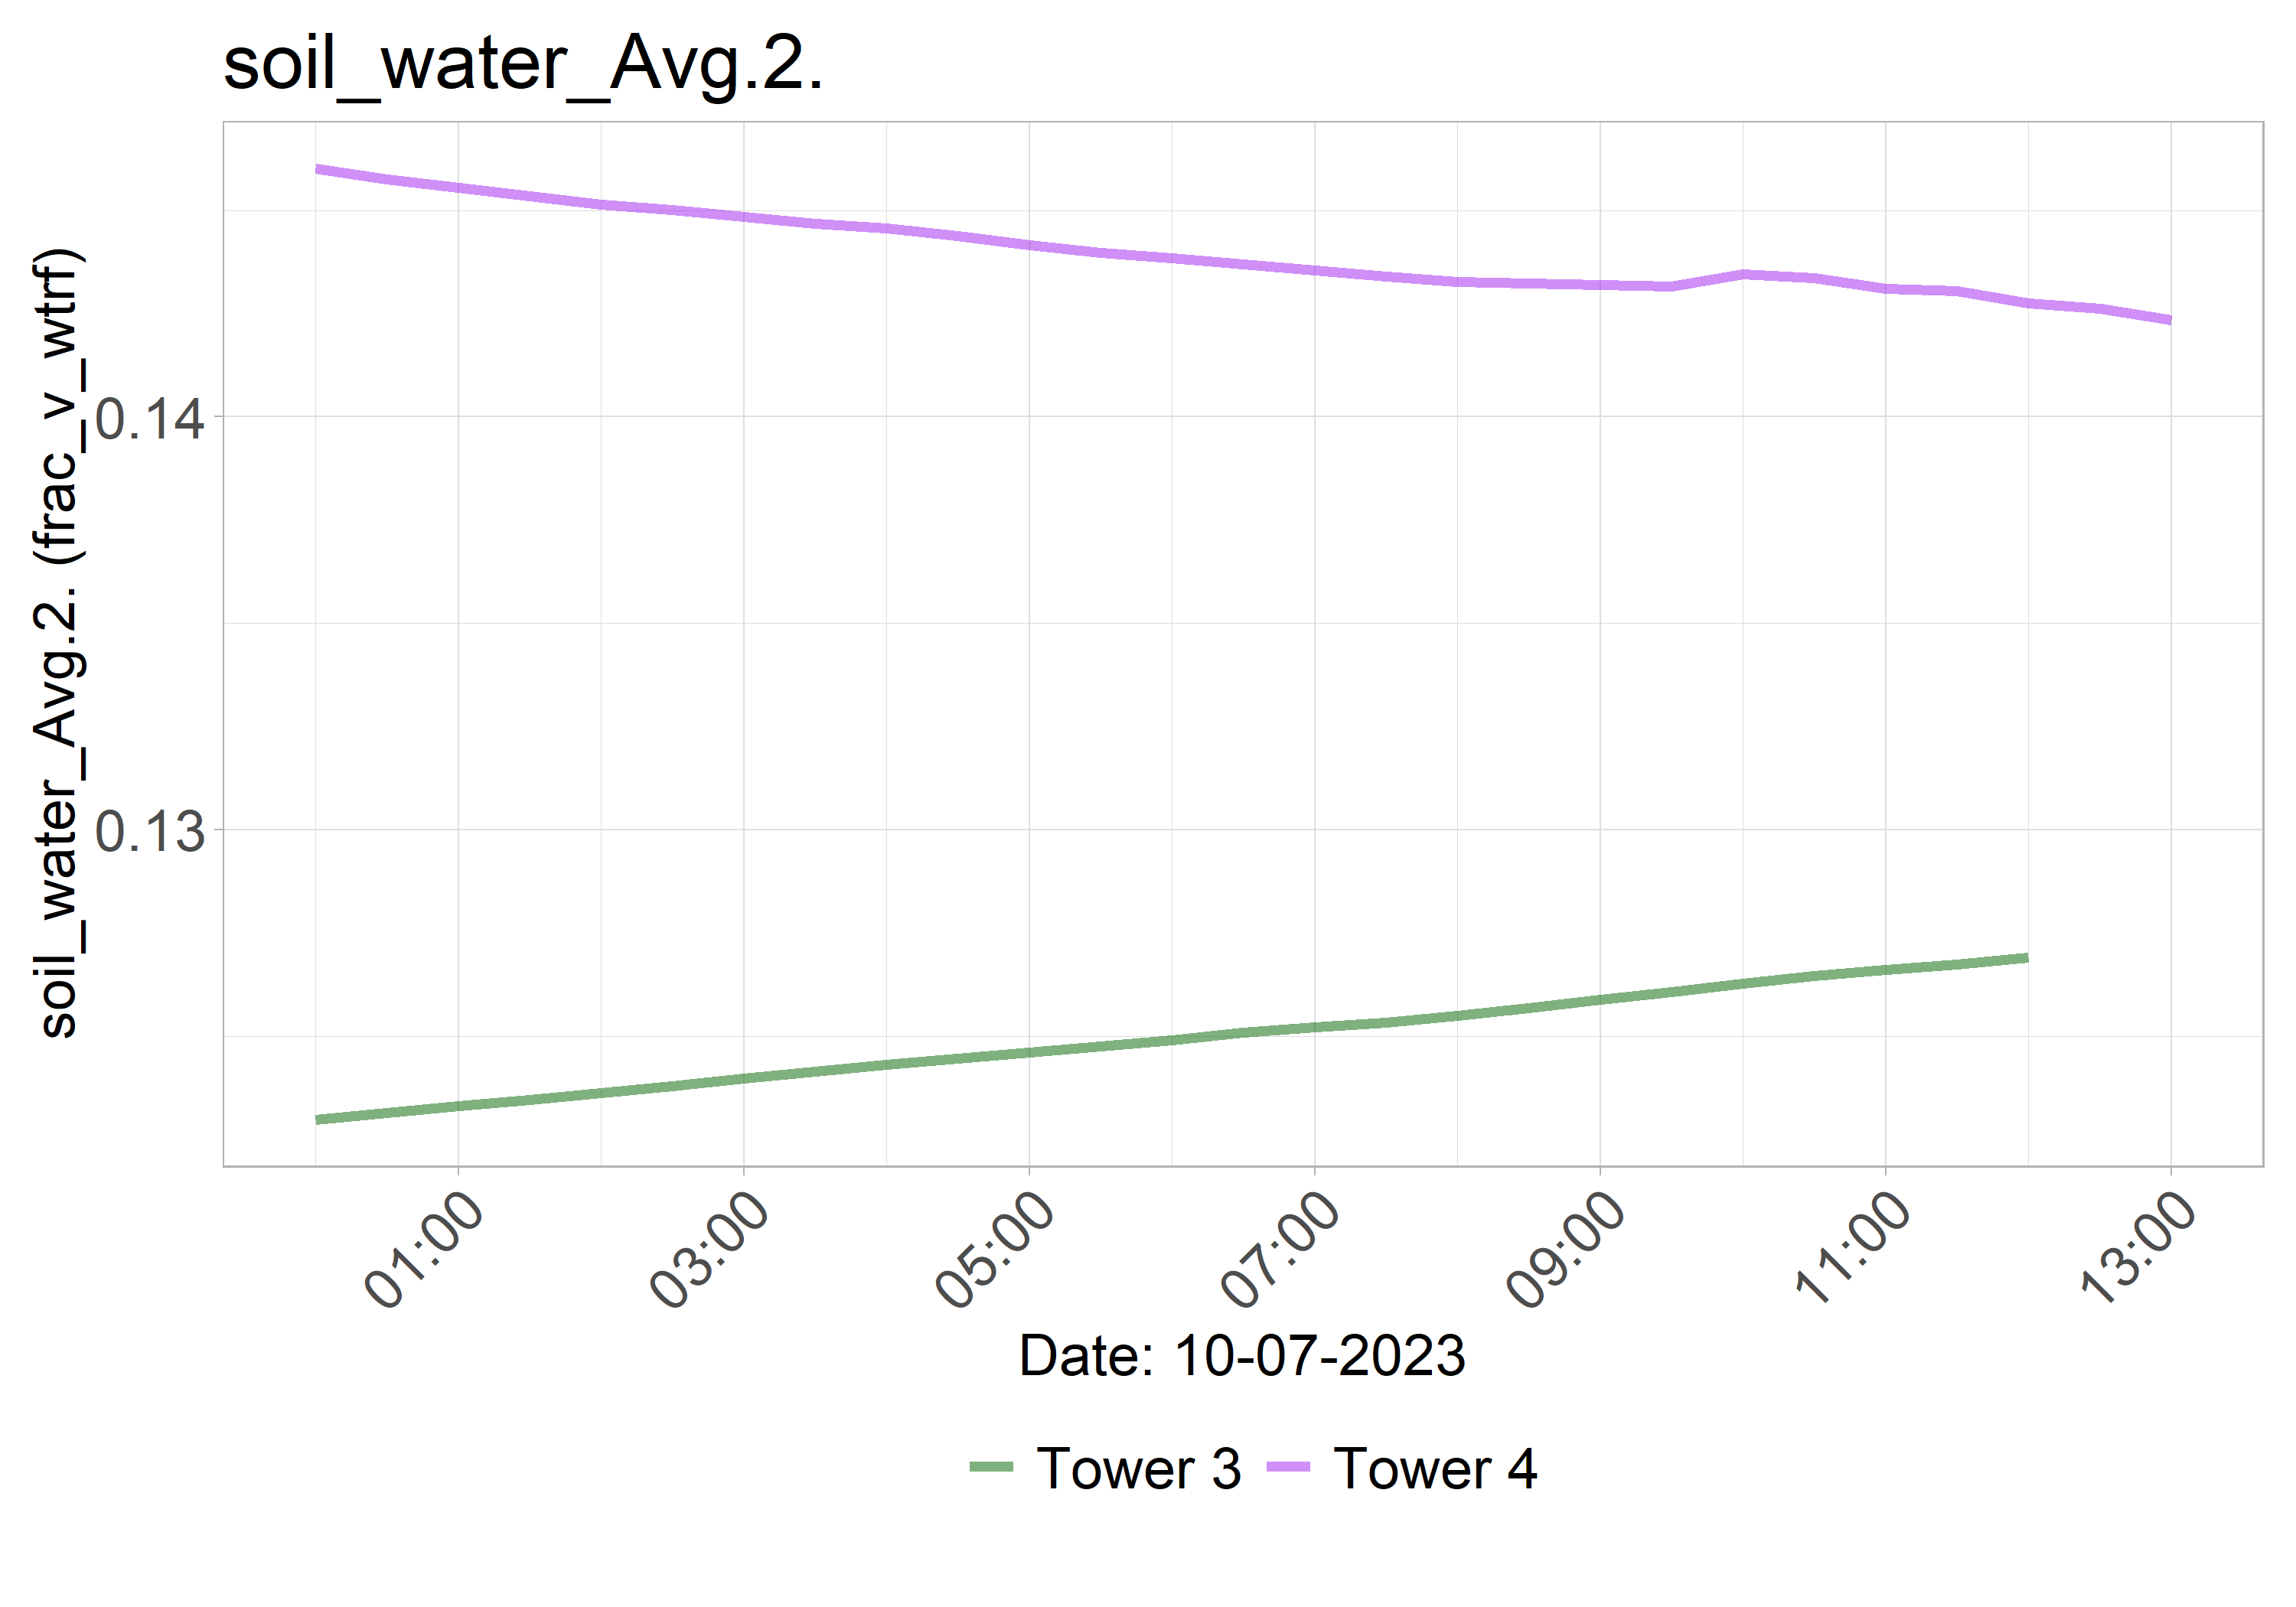 soil_water_Avg.2.
soil_water_Avg.2. (frac_v_wtrf)
0.14
0.13
01:00
03:00
05:00
07:00
09:00
11:00
13:00
Date: 10-07-2023
Tower 3
Tower 4